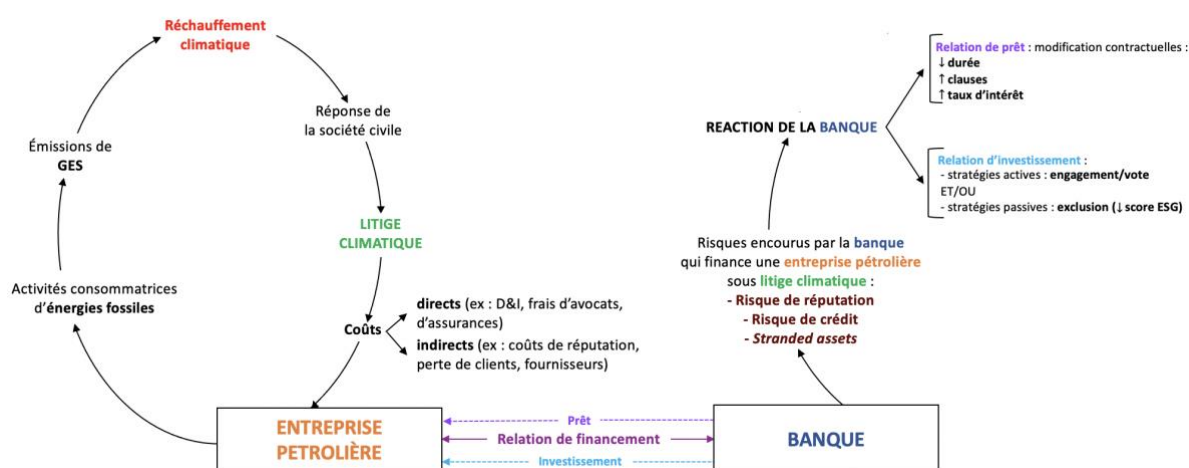 Réchauffement
climatique
Réponse de
la société civile
Émissions de
GES
LITIGE
CLIMATIQUE
Activités consommatrices
d'énergies fossiles
Coûts
directs (ex : D&I, frais d'avocats,
d'assurances)
indirects (ex : coûts de réputation,
perte de clients, fournisseurs)
ENTREPRISE
PETROLIÈRE
Prêt
Relation de financement
Investissement
BANQUE
Risques encourus par la banque
qui finance une entreprise pétrolière
sous litige climatique :
- Risque de réputation
- Risque de crédit
- Stranded assets
REACTION DE LA BANQUE
Relation de prêt : modification contractuelles :
↓ durée
↑ clauses
↑ taux d'intérêt
Relation d'investissement :
- stratégies actives : engagement/vote
ET/OU
- stratégies passives : exclusion (↓ score ESG)